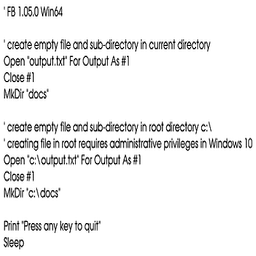 ' FB 1.05.0 Win64
' create empty file and sub-directory in current directory
Open "output.txt" For Output As #1
Close #1
MkDir "docs"
' create empty file and sub-directory in root directory c:\
' creating file in root requires administrative privileges in Windows 10
Open "c:\output.txt" For Output As #1
Close #1
MkDir "c:\docs"
Print "Press any key to quit"
Sleep